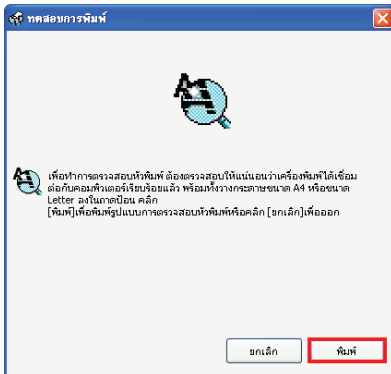 ทดสอบการพิมพ์
เพื่อทำการตรวจสอบหัวพิมพ์ ต้องตรวจสอบให้แน่นอนว่าเครื่องพิมพ์ได้เชื่อม
ต่อกับคอมพิวเตอร์เรียบร้อยแล้ว พร้อมทั้งวางกระดาษขนาด A4 หรือขนาด
Letter ลงในถาดป้อน คลิก
[พิมพ์]เพื่อพิมพ์รูปแบบการตรวจสอบหัวพิมพ์หรือคลิก [ยกเลิก]เพื่อออก
ยกเลิก พิมพ์